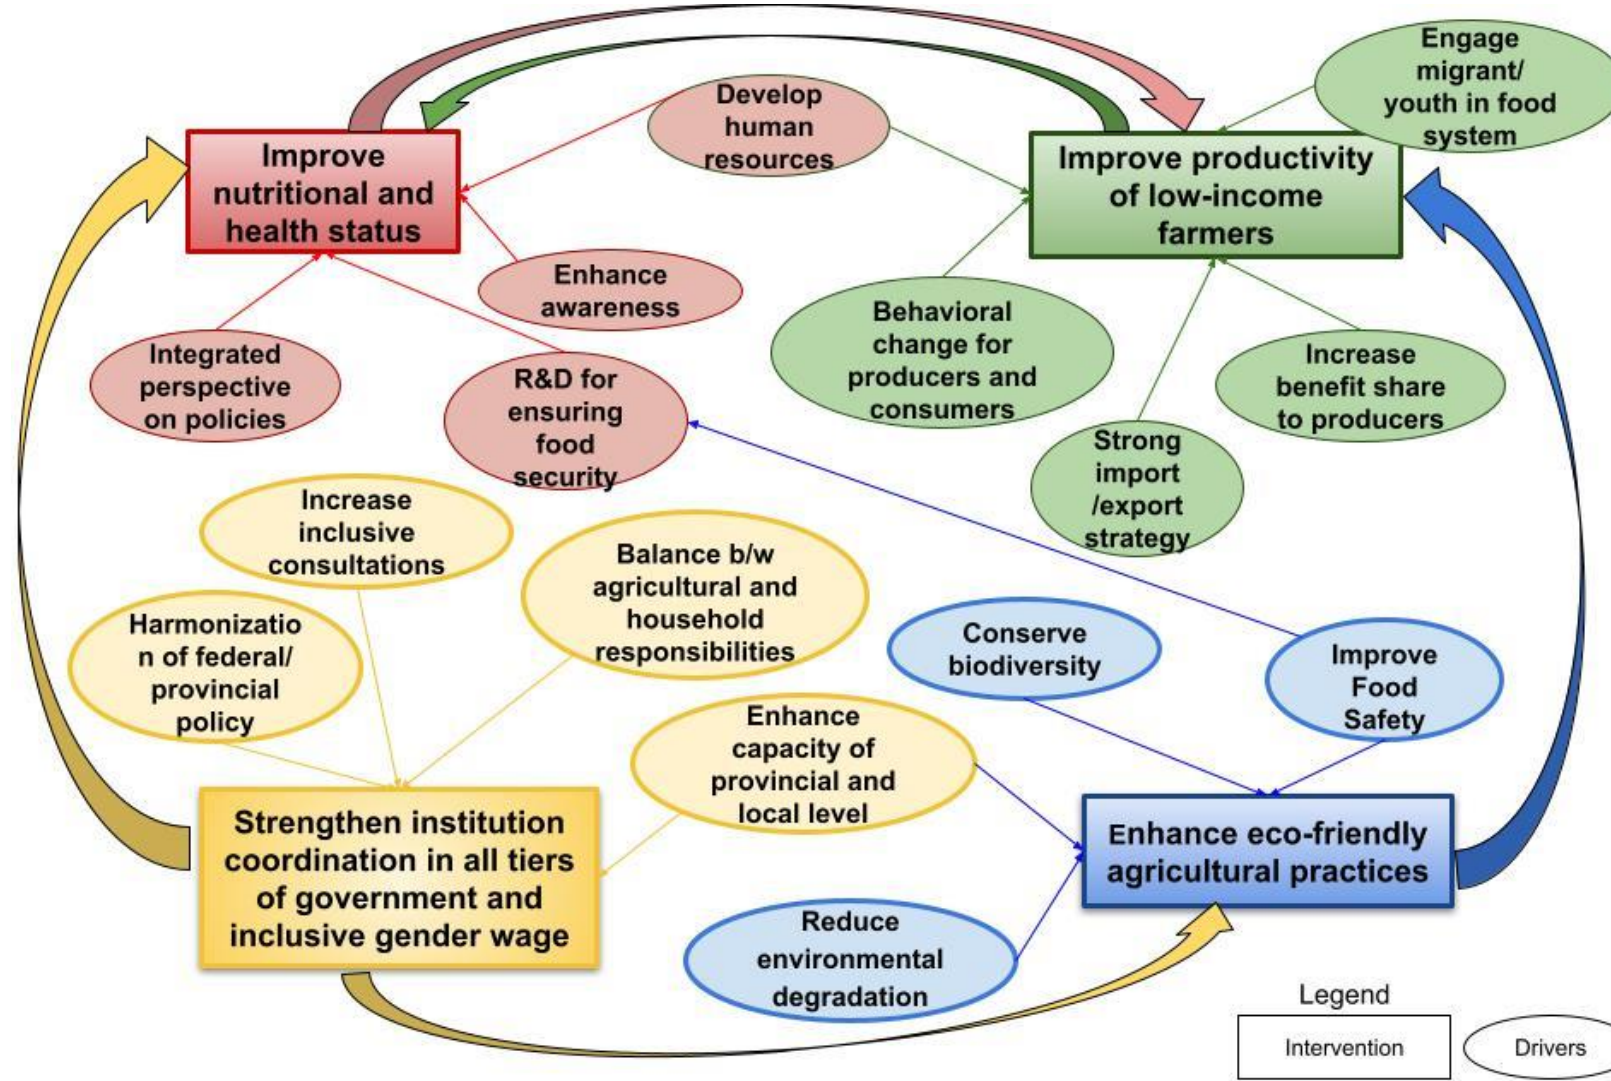 Engage
migrant/
youth in food
system
Develop
human
resources
Improve
nutritional and
health status
Improve productivity
of low-income
farmers
Enhance
awareness
Behavioral
change for
producers and
consumers
Integrated
perspective
on policies
R&D for
ensuring
food
security
Increase
benefit share
to producers
Strong
import
/export
strategy
Increase
inclusive
consultations
Balance b/w
agricultural and
household
responsibilities
Harmonizatio
n of federal/
provincial
policy
Conserve
biodiversity
Improve
Food
Safety
Enhance
capacity of
provincial and
local level
Strengthen institution
coordination in all tiers
of government and
inclusive gender wage
Enhance eco-friendly
agricultural practices
Reduce
environmental
degradation
Legend
Intervention
Drivers